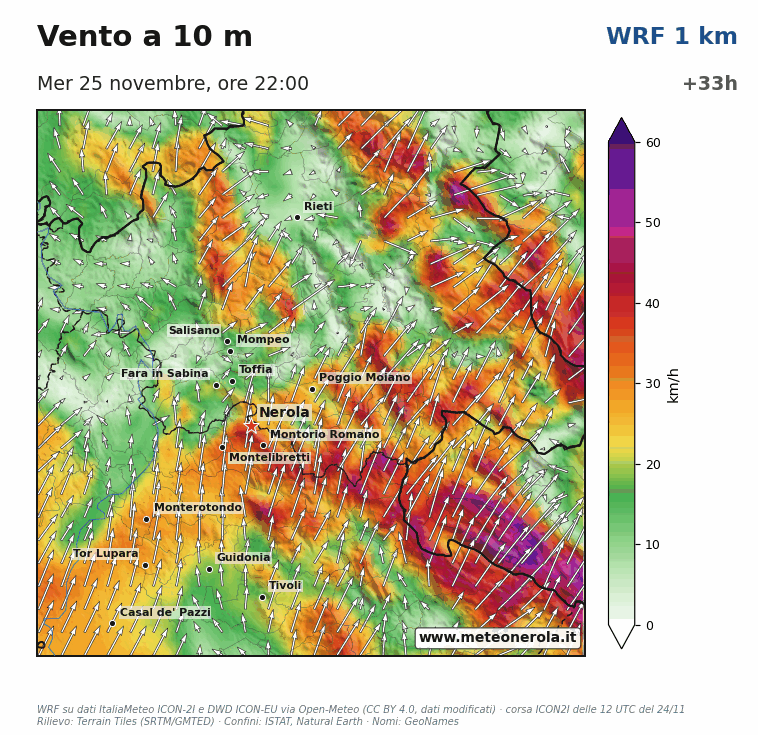 Vento a 10 m
WRF 1 km
Mer 25 novembre, ore 22:00
+33h
Rieti
Salisano
Mompeo
Fara in Sabina
Toffia
Poggio Moiano
Nerola
Montorio Romano
Montelibretti
Monterotondo
Tor Lupara
Guidonia
Tivoli
Casal de' Pazzi
www.meteonerola.it
60
50
40
30
20
10
0
km/h
WRF su dati ItaliaMeteo ICON-2I e DWD ICON-EU via Open-Meteo (CC BY 4.0, dati modificati) · corsa ICON2I delle 12 UTC del 24/11
Rilievo: Terrain Tiles (SRTM/GMTED) · Confini: ISTAT, Natural Earth · Nomi: GeoNames